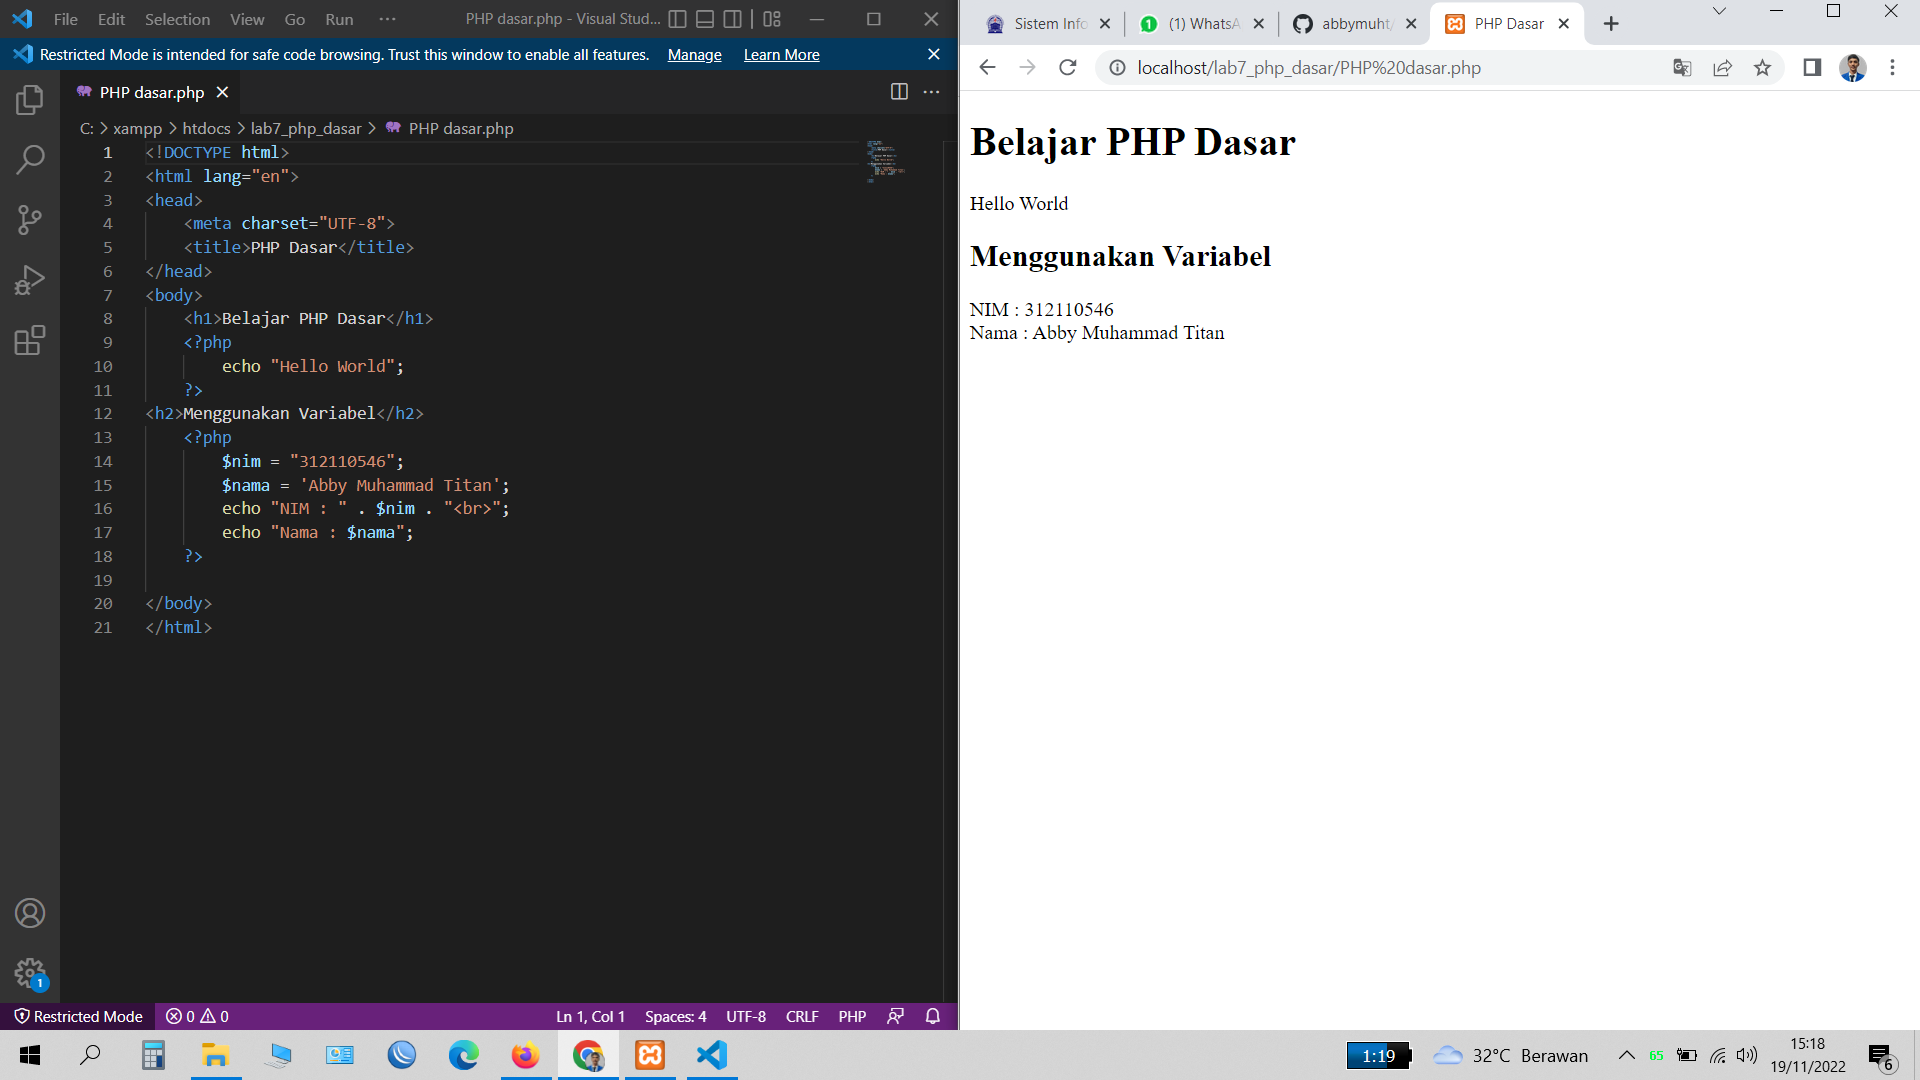 File Edit Selection View Go Run ··· PHP dasar.php - Visual Stud...
Restricted Mode is intended for safe code browsing. Trust this window to enable all features. Manage Learn More
PHP dasar.php
C: > xampp > htdocs > lab7_php_dasar > PHP dasar.php
1 <!DOCTYPE html>
2 <html lang="en">
3 <head>
4 <meta charset="UTF-8">
5 <title>PHP Dasar</title>
6 </head>
7 <body>
8 <h1>Belajar PHP Dasar</h1>
9 <?php
10 echo "Hello World";
11 ?>
12 <h2>Menggunakan Variabel</h2>
13 <?php
14 $nim = "312110546";
15 $nama = 'Abby Muhammad Titan';
16 echo "NIM : " . $nim . "<br>";
17 echo "Nama : $nama";
18 ?>
19
20 </body>
21 </html>
1
Restricted Mode 0 0 Ln 1, Col 1 Spaces: 4 UTF-8 CRLF PHP
Sistem Info (1) WhatsA abbymuht/ PHP Dasar
localhost/lab7_php_dasar/PHP%20dasar.php
Belajar PHP Dasar
Hello World
Menggunakan Variabel
NIM : 312110546
Nama : Abby Muhammad Titan
1:19 32°C Berawan 65 15:18
19/11/2022 6